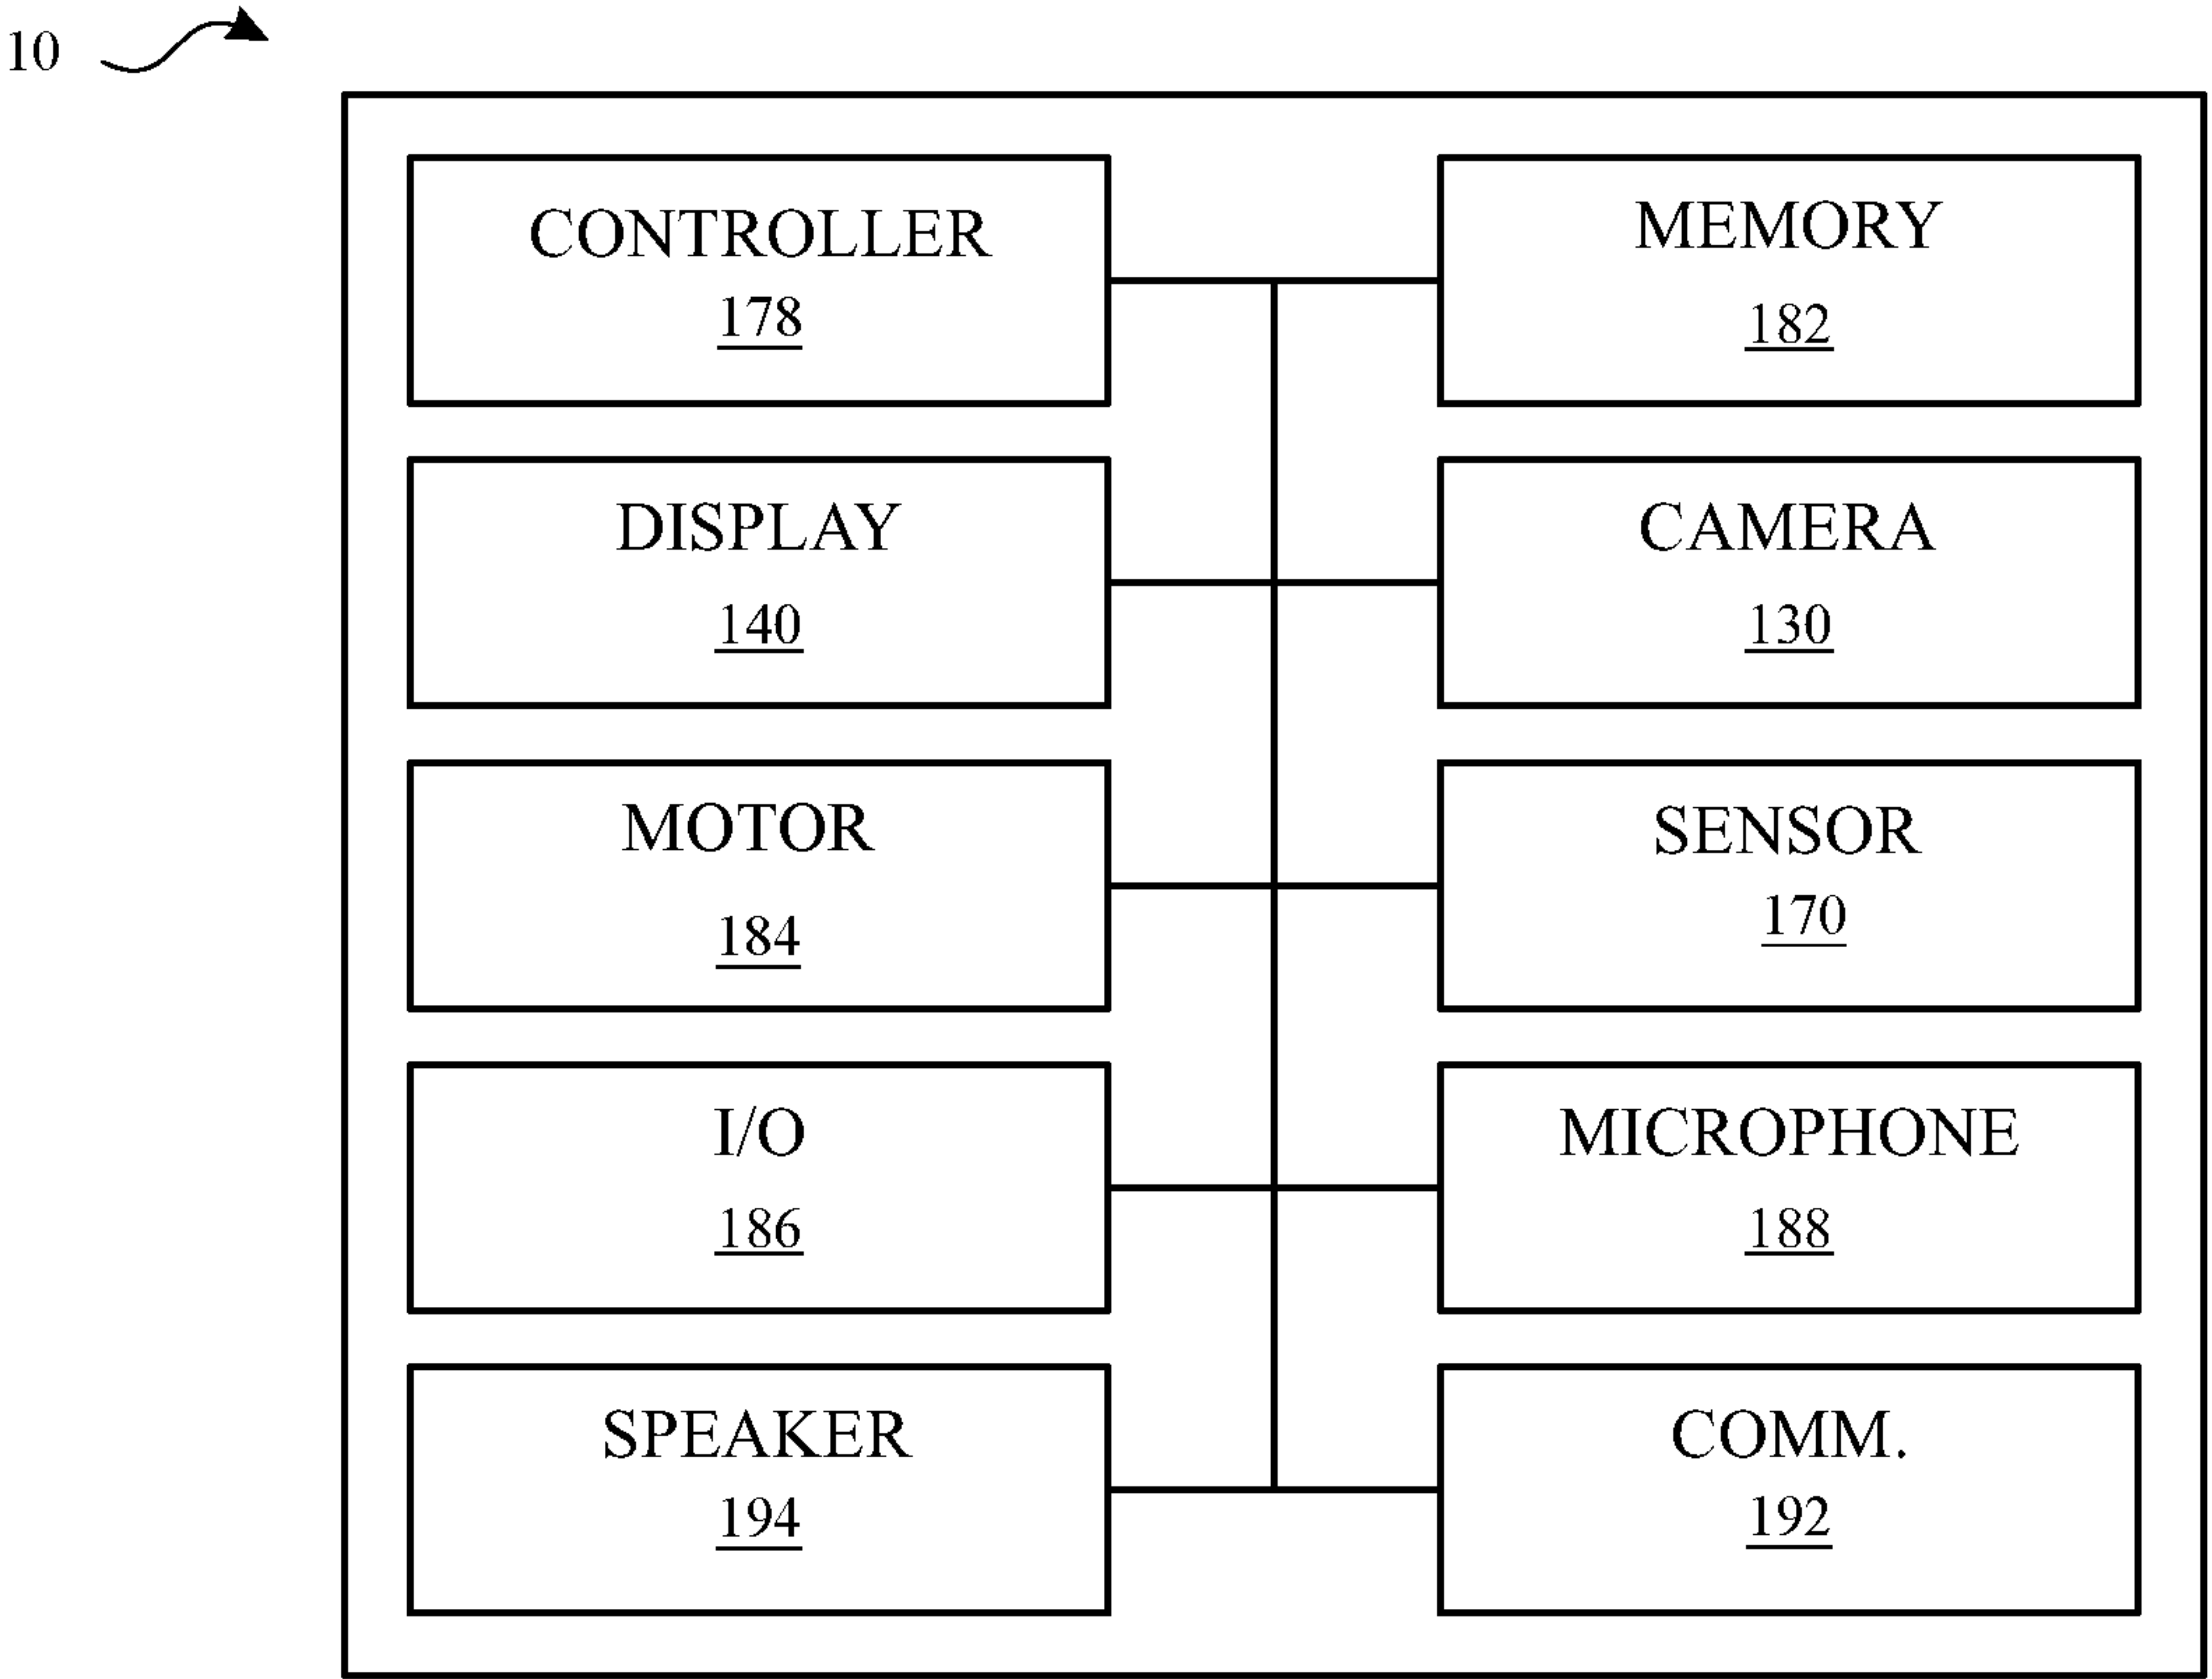 10
CONTROLLER
178
MEMORY
182
DISPLAY
140
CAMERA
130
MOTOR
184
SENSOR
170
I/O
186
MICROPHONE
188
SPEAKER
194
COMM.
192